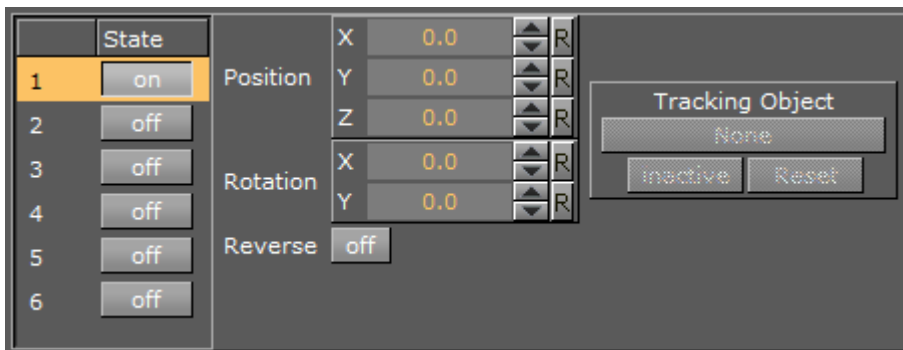 State
1 on
2 off
3 off
4 off
5 off
6 off
Position
X 0.0 R
Y 0.0 R
Z 0.0 R
Rotation
X 0.0 R
Y 0.0 R
Reverse off
Tracking Object
None
inactive Reset